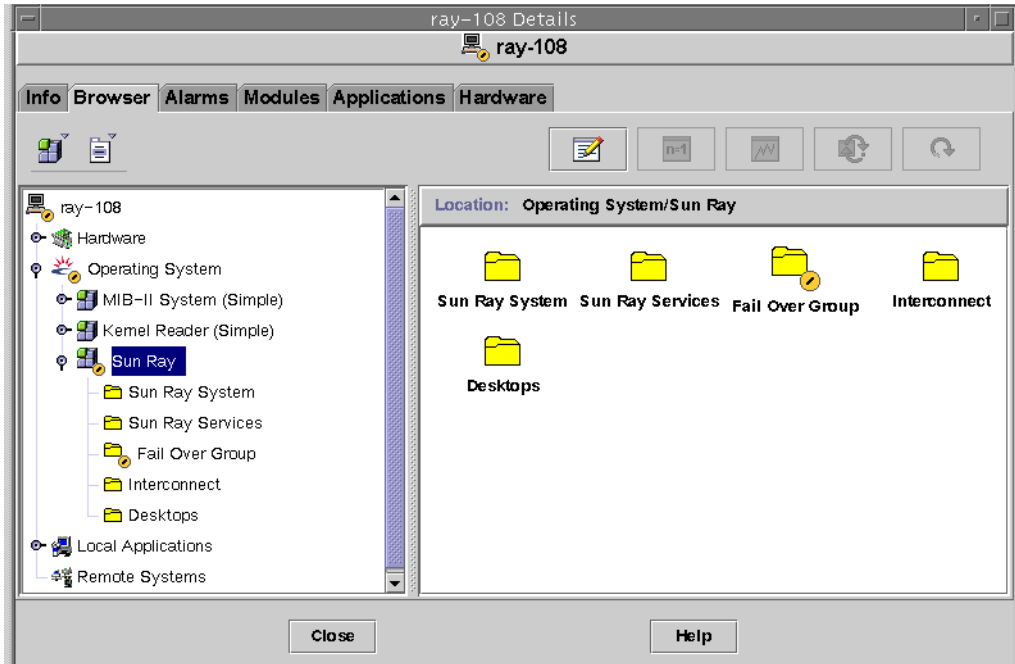 ray-108 Details
ray-108
Info Browser Alarms Modules Applications Hardware
n=1
ray-108
Location: Operating System/Sun Ray
Hardware
Operating System
MIB-II System (Simple)
Kernel Reader (Simple)
Sun Ray
Sun Ray System
Sun Ray Services
Fail Over Group
Interconnect
Desktops
Local Applications
Remote Systems
Sun Ray System Sun Ray Services Fail Over Group Interconnect
Desktops
Close Help